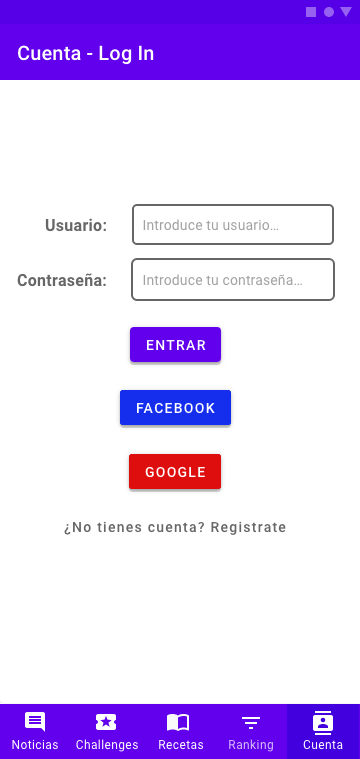 Cuenta - Log In
Usuario: Introduce tu usuario...
Contraseña: Introduce tu contraseña...
ENTRAR
FACEBOOK
GOOGLE
¿No tienes cuenta? Registrate
Noticias Challenges Recetas Ranking Cuenta